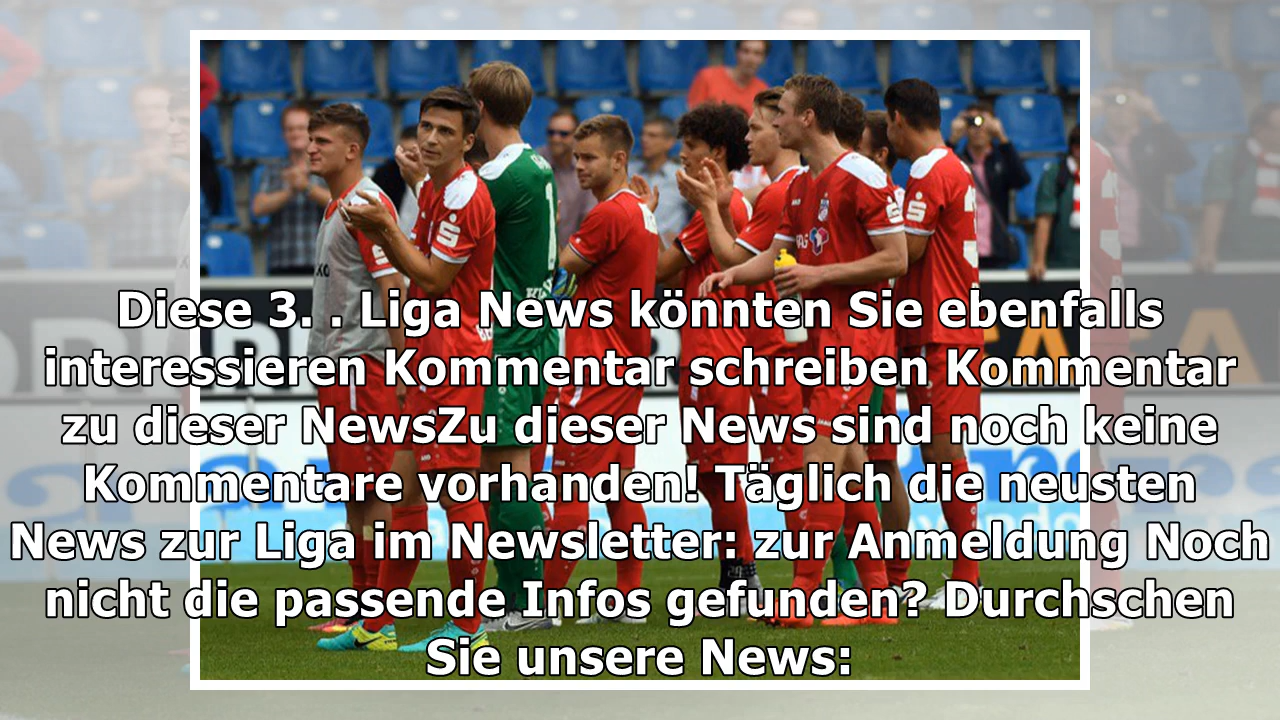 Diese 3. . Liga News könnten Sie ebenfalls
interessieren Kommentar schreiben Kommentar
zu dieser NewsZu dieser News sind noch keine
Kommentare vorhanden! Täglich die neusten
News zur Liga im Newsletter: zur Anmeldung Noch
nicht die passende Infos gefunden? Durchschen
Sie unsere News: